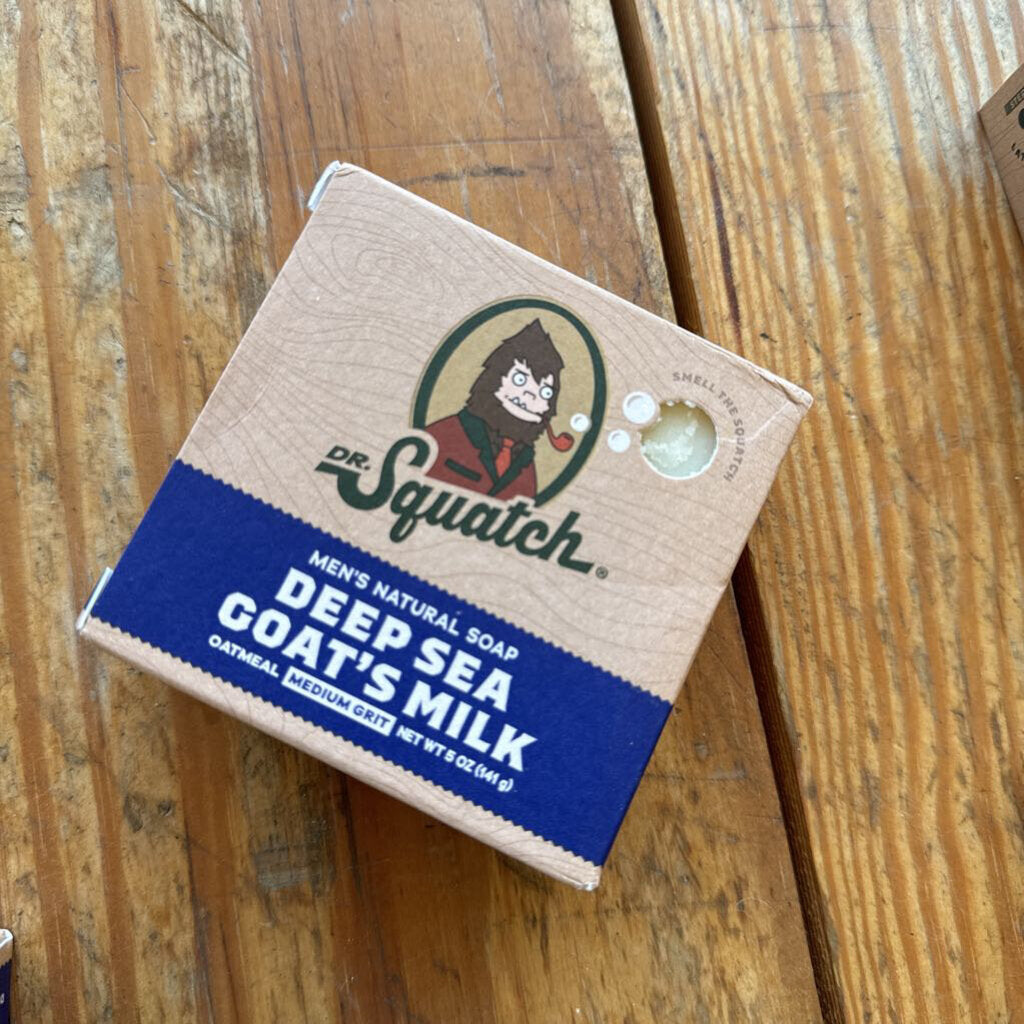 SMELL THE SQUATCH
DR.
Squatch®
MEN'S NATURAL SOAP
DEEP SEA
GOAT'S MILK
OATMEAL MEDIUM GRIT NET WT 5 OZ (141 g)